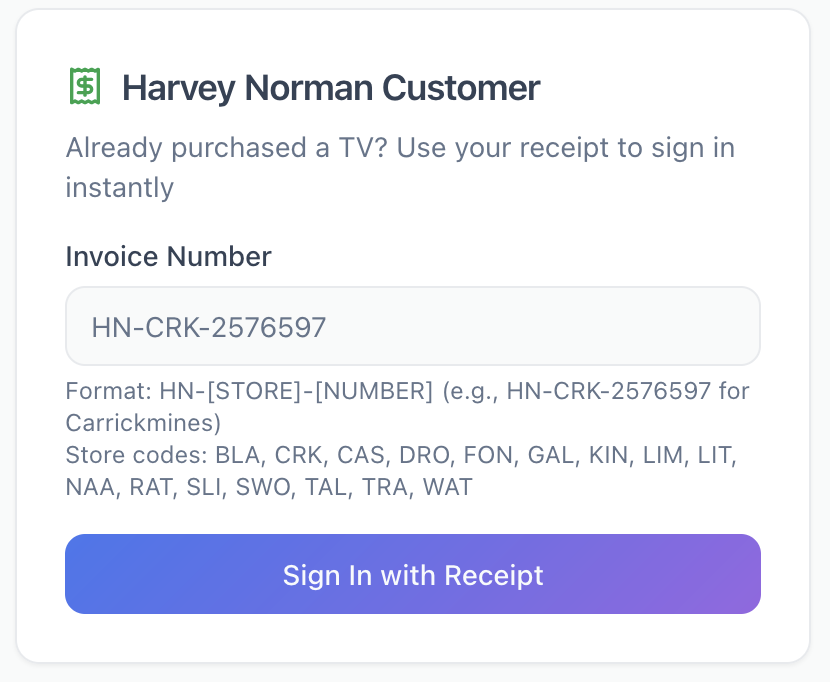 Harvey Norman Customer
Already purchased a TV? Use your receipt to sign in
instantly
Invoice Number
HN-CRK-2576597
Format: HN-[STORE]-[NUMBER] (e.g., HN-CRK-2576597 for
Carrickmines)
Store codes: BLA, CRK, CAS, DRO, FON, GAL, KIN, LIM, LIT,
NAA, RAT, SLI, SWO, TAL, TRA, WAT
Sign In with Receipt